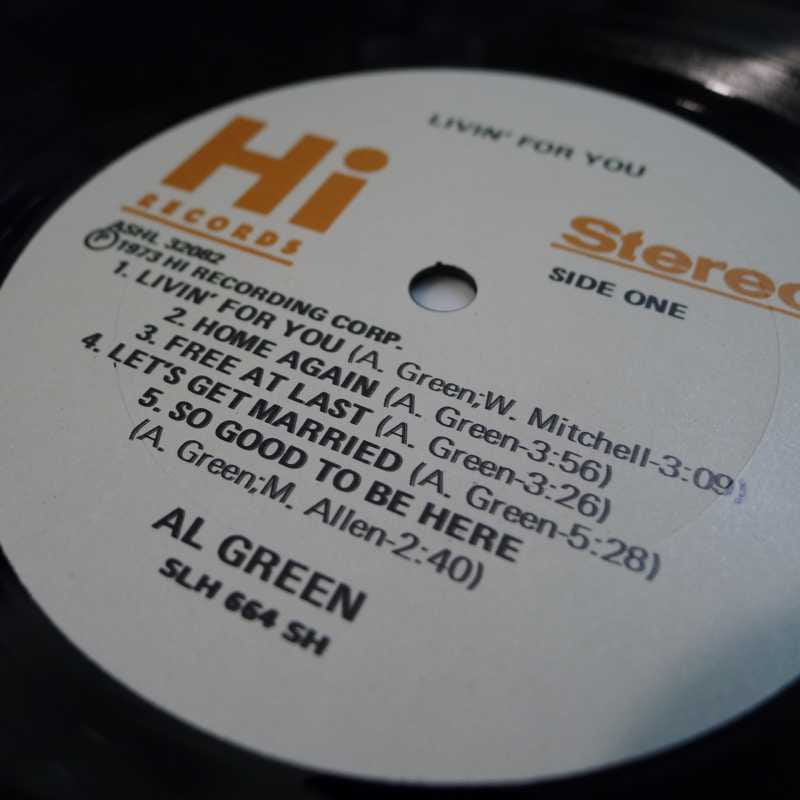 LIVIN' FOR YOU
Hi
RECORDS
Stereo
SIDE ONE
ASHL 32082
Ⓟ1973 HI RECORDING CORP.
1. LIVIN' FOR YOU (A. Green;W. Mitchell-3:09)
2. HOME AGAIN (A. Green-3:56)
3. FREE AT LAST (A. Green-3:26)
4. LET'S GET MARRIED (A. Green-5:28)
5. SO GOOD TO BE HERE
(A. Green;M. Allen-2:40)
AL GREEN
SLH 664 SH